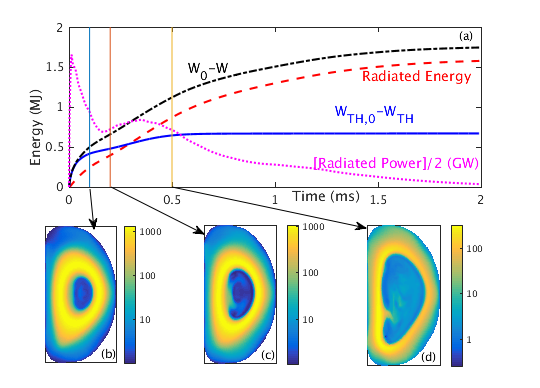 (a)
2
1.5
1
0.5
0
Energy (MJ)
W0-W
Radiated Energy
WTH,0-WTH
[Radiated Power]/2 (GW)
0 0.5 1 1.5 2
Time (ms)
1000
100
10
(b)
1000
100
10
(c)
100
10
1
(d)